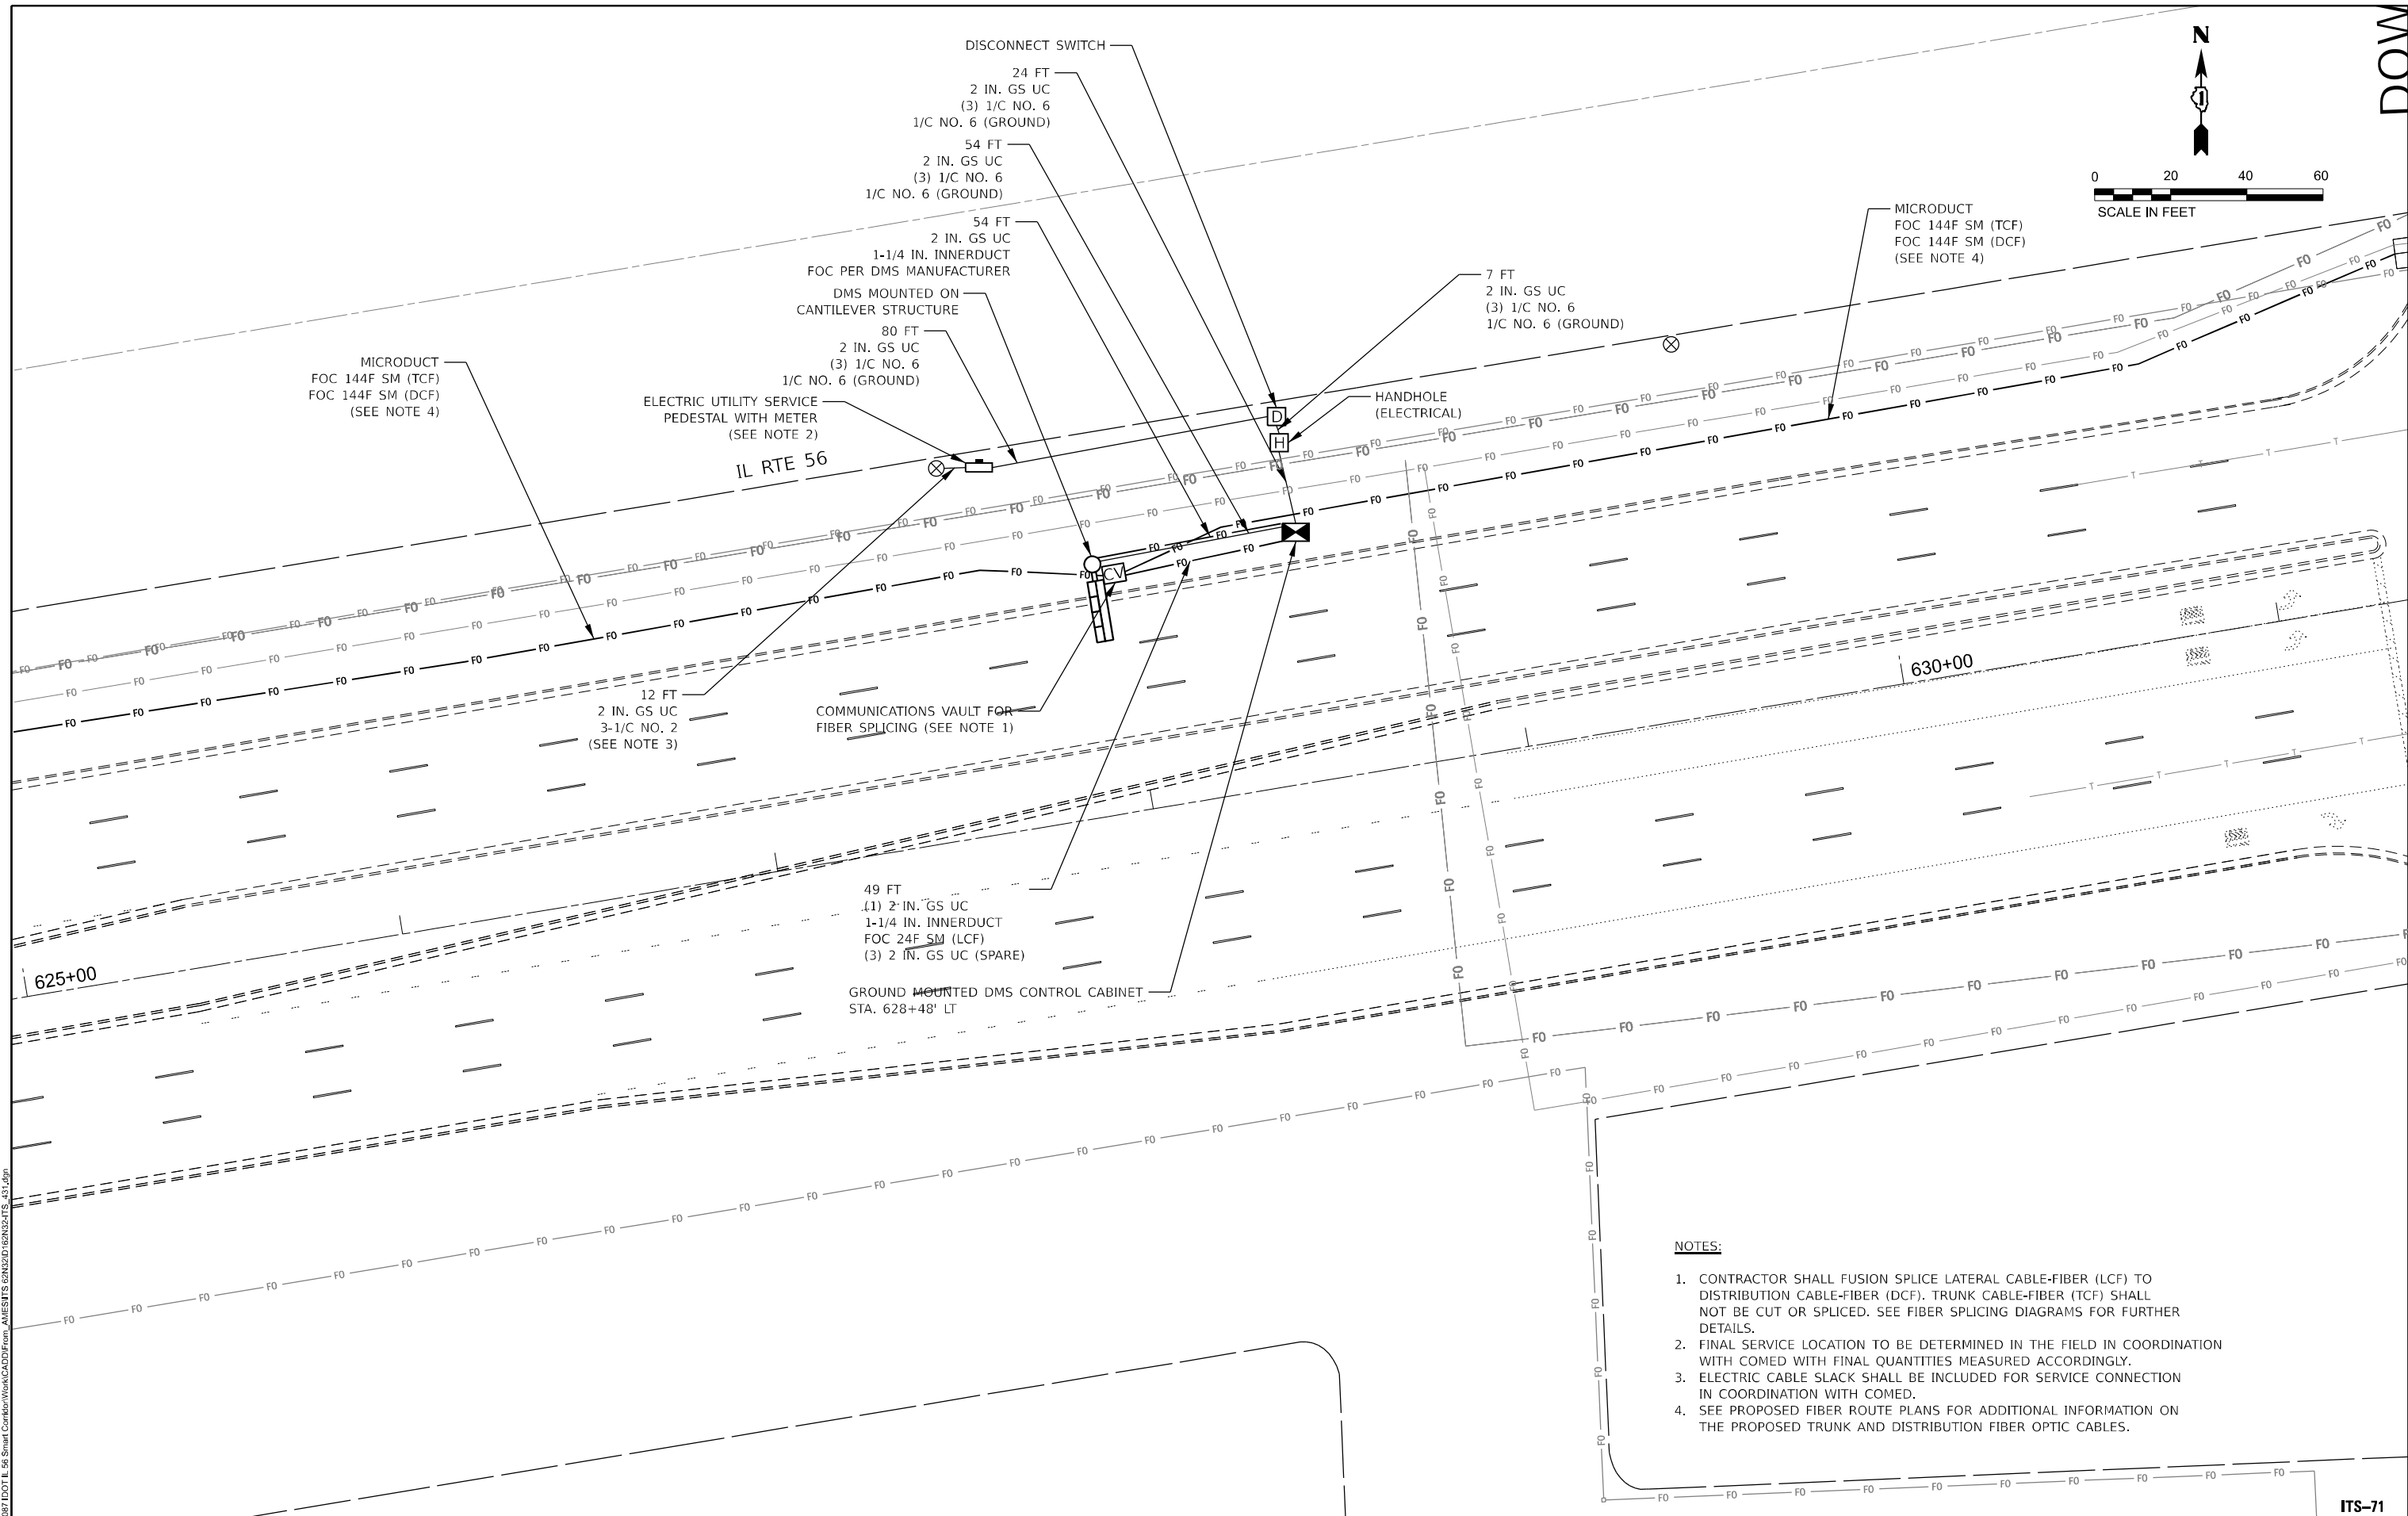 DISCONNECT SWITCH
24 FT
2 IN. GS UC
(3) 1/C NO. 6
1/C NO. 6 (GROUND)
54 FT
2 IN. GS UC
(3) 1/C NO. 6
1/C NO. 6 (GROUND)
54 FT
2 IN. GS UC
1-1/4 IN. INNERDUCT
FOC PER DMS MANUFACTURER
DMS MOUNTED ON
CANTILEVER STRUCTURE
80 FT
2 IN. GS UC
(3) 1/C NO. 6
1/C NO. 6 (GROUND)
ELECTRIC UTILITY SERVICE
PEDESTAL WITH METER
(SEE NOTE 2)
MICRODUCT
FOC 144F SM (TCF)
FOC 144F SM (DCF)
(SEE NOTE 4)
IL RTE 56
N
1
DOW
0 20 40 60
SCALE IN FEET
MICRODUCT
FOC 144F SM (TCF)
FOC 144F SM (DCF)
(SEE NOTE 4)
7 FT
2 IN. GS UC
(3) 1/C NO. 6
1/C NO. 6 (GROUND)
HANDHOLE
(ELECTRICAL)
D
H
CV
FO
T
12 FT
2 IN. GS UC
3-1/C NO. 2
(SEE NOTE 3)
COMMUNICATIONS VAULT FOR
FIBER SPLICING (SEE NOTE 1)
630+00
625+00
49 FT
(1) 2 IN. GS UC
1-1/4 IN. INNERDUCT
FOC 24F SM (LCF)
(3) 2 IN. GS UC (SPARE)
GROUND MOUNTED DMS CONTROL CABINET
STA. 628+48' LT
NOTES:
1. CONTRACTOR SHALL FUSION SPLICE LATERAL CABLE-FIBER (LCF) TO
DISTRIBUTION CABLE-FIBER (DCF). TRUNK CABLE-FIBER (TCF) SHALL
NOT BE CUT OR SPLICED. SEE FIBER SPLICING DIAGRAMS FOR FURTHER
DETAILS.
2. FINAL SERVICE LOCATION TO BE DETERMINED IN THE FIELD IN COORDINATION
WITH COMED WITH FINAL QUANTITIES MEASURED ACCORDINGLY.
3. ELECTRIC CABLE SLACK SHALL BE INCLUDED FOR SERVICE CONNECTION
IN COORDINATION WITH COMED.
4. SEE PROPOSED FIBER ROUTE PLANS FOR ADDITIONAL INFORMATION ON
THE PROPOSED TRUNK AND DISTRIBUTION FIBER OPTIC CABLES.
ITS-71